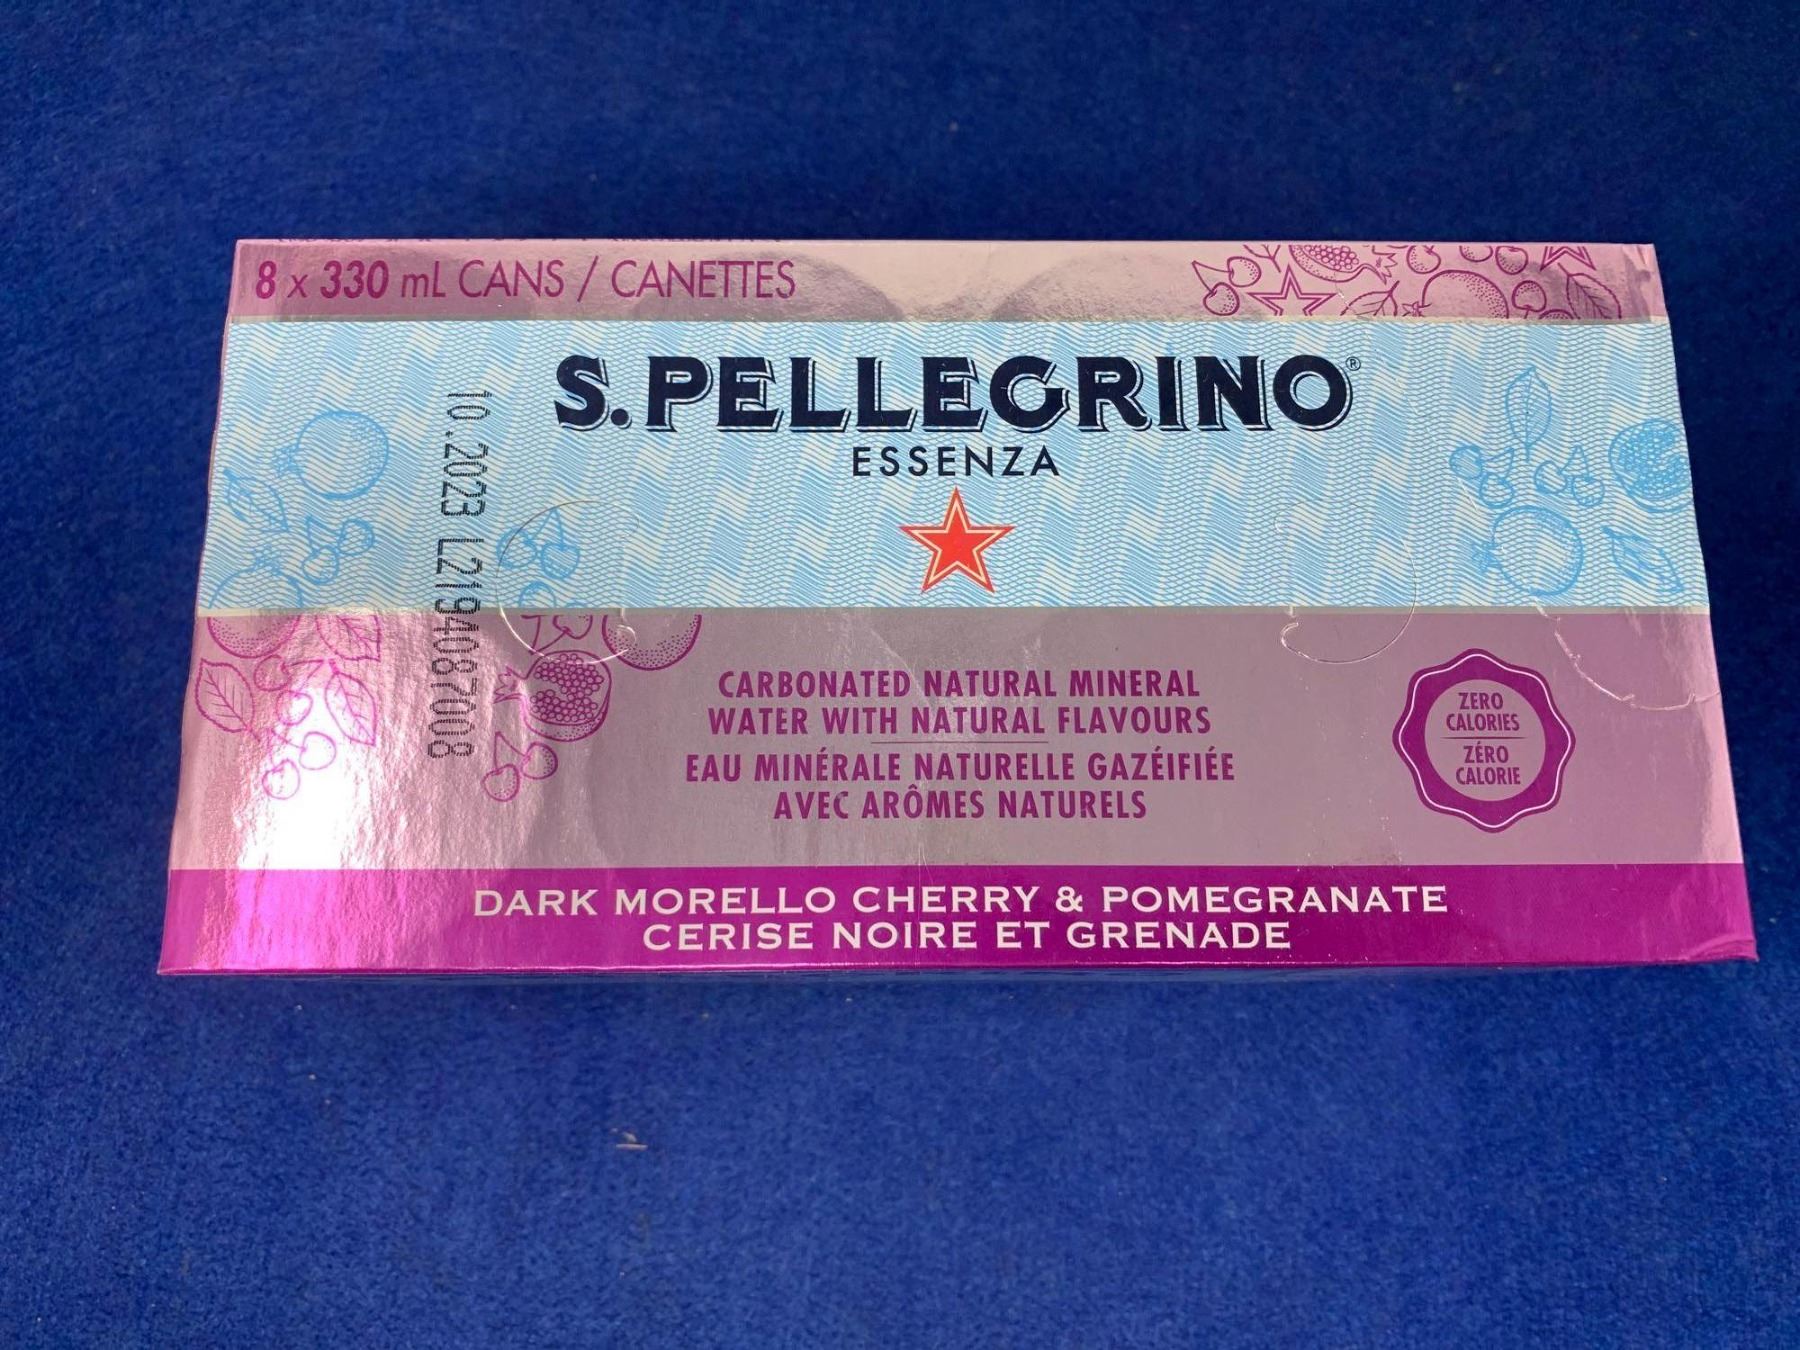 8 x 330 mL CANS / CANETTES
S.PELLEGRINO®
ESSENZA
10.2023 L2194087008
CARBONATED NATURAL MINERAL
WATER WITH NATURAL FLAVOURS
EAU MINÉRALE NATURELLE GAZÉIFIÉE
AVEC ARÔMES NATURELS
ZERO
CALORIES
ZÉRO
CALORIE
DARK MORELLO CHERRY & POMEGRANATE
CERISE NOIRE ET GRENADE